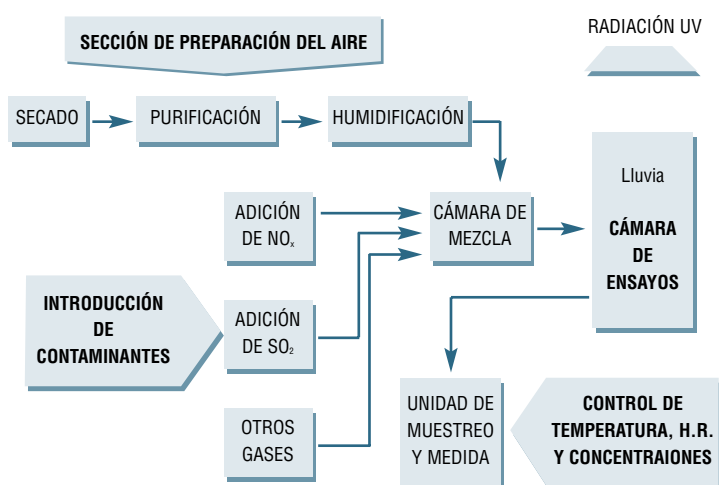 SECCIÓN DE PREPARACIÓN DEL AIRE
RADIACIÓN UV
SECADO
PURIFICACIÓN
HUMIDIFICACIÓN
Lluvia
CÁMARA
DE
ENSAYOS
ADICIÓN
DE NOₓ
CÁMARA DE
MEZCLA
INTRODUCCIÓN
DE
CONTAMINANTES
ADICIÓN
DE SO₂
OTROS
GASES
UNIDAD DE
MUESTREO
Y MEDIDA
CONTROL DE
TEMPERATURA, H.R.
Y CONCENTRAIONES